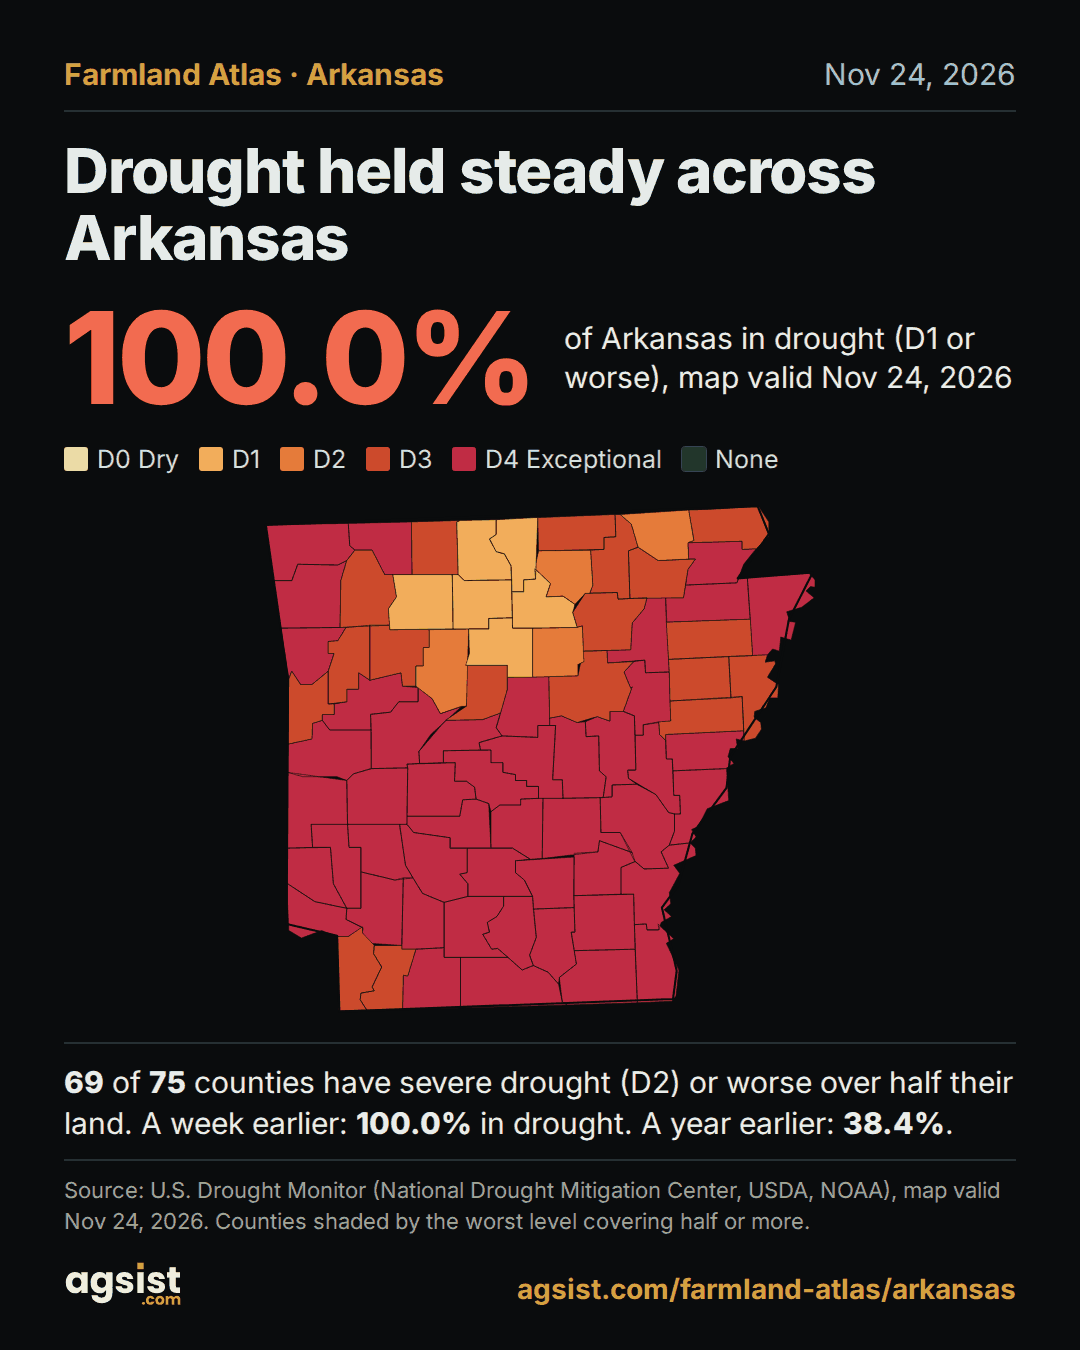 Farmland Atlas · Arkansas
Nov 24, 2026
Drought held steady across
Arkansas
100.0%
of Arkansas in drought (D1 or
worse), map valid Nov 24, 2026
D0 Dry D1 D2 D3 D4 Exceptional None
69 of 75 counties have severe drought (D2) or worse over half their
land. A week earlier: 100.0% in drought. A year earlier: 38.4%.
Source: U.S. Drought Monitor (National Drought Mitigation Center, USDA, NOAA), map valid
Nov 24, 2026. Counties shaded by the worst level covering half or more.
agsist
.com
agsist.com/farmland-atlas/arkansas